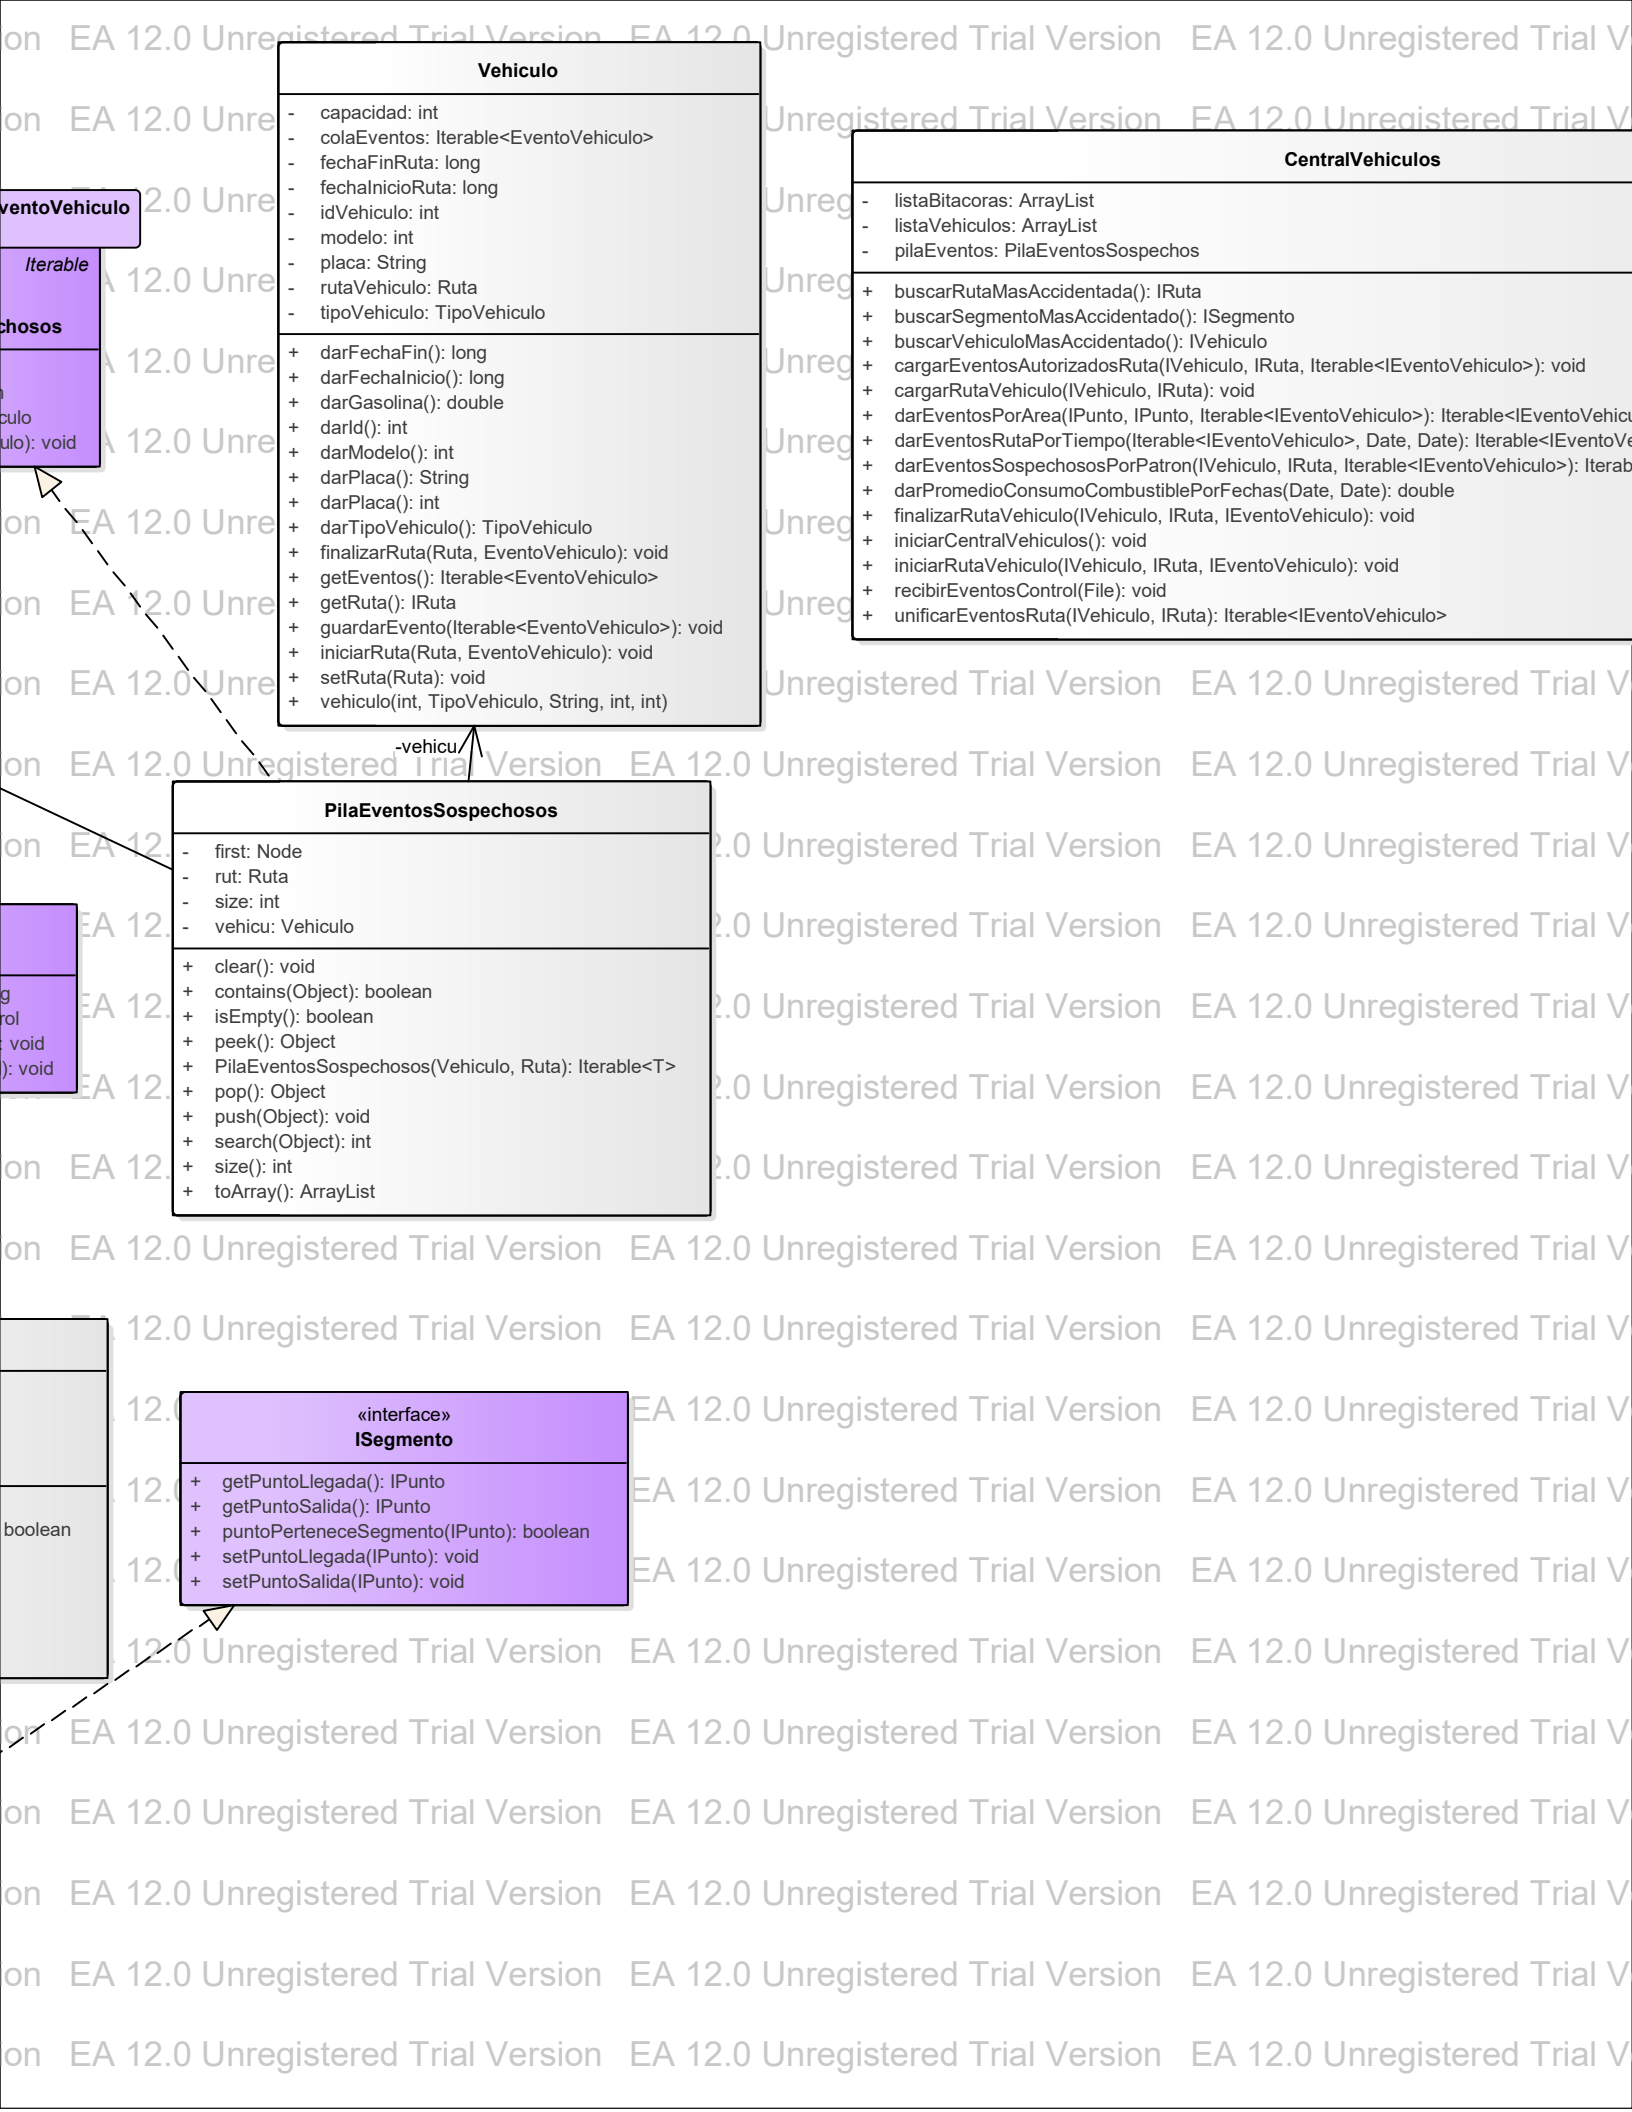 Vehiculo
- capacidad: int
- colaEventos: Iterable<EventoVehiculo>
- fechaFinRuta: long
- fechaInicioRuta: long
- idVehiculo: int
- modelo: int
- placa: String
- rutaVehiculo: Ruta
- tipoVehiculo: TipoVehiculo
+ darFechaFin(): long
+ darFechaInicio(): long
+ darGasolina(): double
+ darId(): int
+ darModelo(): int
+ darPlaca(): String
+ darPlaca(): int
+ darTipoVehiculo(): TipoVehiculo
+ finalizarRuta(Ruta, EventoVehiculo): void
+ getEventos(): Iterable<EventoVehiculo>
+ getRuta(): IRuta
+ guardarEvento(Iterable<EventoVehiculo>): void
+ iniciarRuta(Ruta, EventoVehiculo): void
+ setRuta(Ruta): void
+ vehiculo(int, TipoVehiculo, String, int, int)
CentralVehiculos
- listaBitacoras: ArrayList
- listaVehiculos: ArrayList
- pilaEventos: PilaEventosSospechos
+ buscarRutaMasAccidentada(): IRuta
+ buscarSegmentoMasAccidentado(): ISegmento
+ buscarVehiculoMasAccidentado(): IVehiculo
+ cargarEventosAutorizadosRuta(IVehiculo, IRuta, Iterable<IEventoVehiculo>): void
+ cargarRutaVehiculo(IVehiculo, IRuta): void
+ darEventosPorArea(IPunto, IPunto, Iterable<IEventoVehiculo>): Iterable<IEventoVehicu
+ darEventosRutaPorTiempo(Iterable<IEventoVehiculo>, Date, Date): Iterable<IEventoVe
+ darEventosSospechososPorPatron(IVehiculo, IRuta, Iterable<IEventoVehiculo>): Iterab
+ darPromedioConsumoCombustiblePorFechas(Date, Date): double
+ finalizarRutaVehiculo(IVehiculo, IRuta, IEventoVehiculo): void
+ iniciarCentralVehiculos(): void
+ iniciarRutaVehiculo(IVehiculo, IRuta, IEventoVehiculo): void
+ recibirEventosControl(File): void
+ unificarEventosRuta(IVehiculo, IRuta): Iterable<IEventoVehiculo>
ventoVehiculo
Iterable
chosos
culo
ulo): void
-vehicu
PilaEventosSospechosos
- first: Node
- rut: Ruta
- size: int
- vehicu: Vehiculo
+ clear(): void
+ contains(Object): boolean
+ isEmpty(): boolean
+ peek(): Object
+ PilaEventosSospechosos(Vehiculo, Ruta): Iterable<T>
+ pop(): Object
+ push(Object): void
+ search(Object): int
+ size(): int
+ toArray(): ArrayList
g
rol
: void
): void
boolean
«interface»
ISegmento
+ getPuntoLlegada(): IPunto
+ getPuntoSalida(): IPunto
+ puntoPerteneceSegmento(IPunto): boolean
+ setPuntoLlegada(IPunto): void
+ setPuntoSalida(IPunto): void
EA 12.0 Unregistered Trial Version